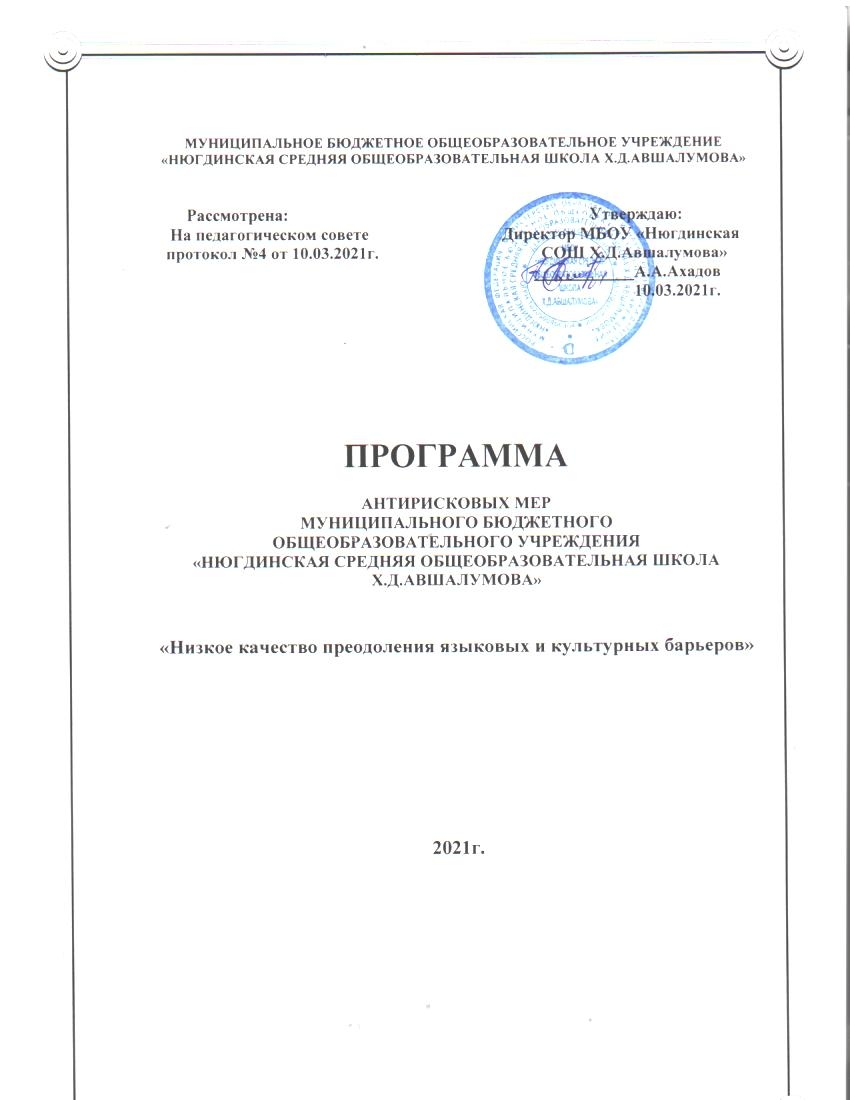 МУНИЦИПАЛЬНОЕ БЮДЖЕТНОЕ ОБЩЕОБРАЗОВАТЕЛЬНОЕ УЧРЕЖДЕНИЕ
«НЮГДИНСКАЯ СРЕДНЯЯ ОБЩЕОБРАЗОВАТЕЛЬНАЯ ШКОЛА Х.Д.АВШАЛУМОВА»
Рассмотрена:
На педагогическом совете
протокол №4 от 10.03.2021г.
Утверждаю:
Директор МБОУ «Нюгдинская
СОШ Х.Д.Авшалумова»
А.А.Ахадов
10.03.2021г.
ШКОЛА
Х.Д.АВШАЛУМОВА
ПРОГРАММА
АНТИРИСКОВЫХ МЕР
МУНИЦИПАЛЬНОГО БЮДЖЕТНОГО
ОБЩЕОБРАЗОВАТЕЛЬНОГО УЧРЕЖДЕНИЯ
«НЮГДИНСКАЯ СРЕДНЯЯ ОБЩЕОБРАЗОВАТЕЛЬНАЯ ШКОЛА
Х.Д.АВШАЛУМОВА»
«Низкое качество преодоления языковых и культурных барьеров»
2021г.